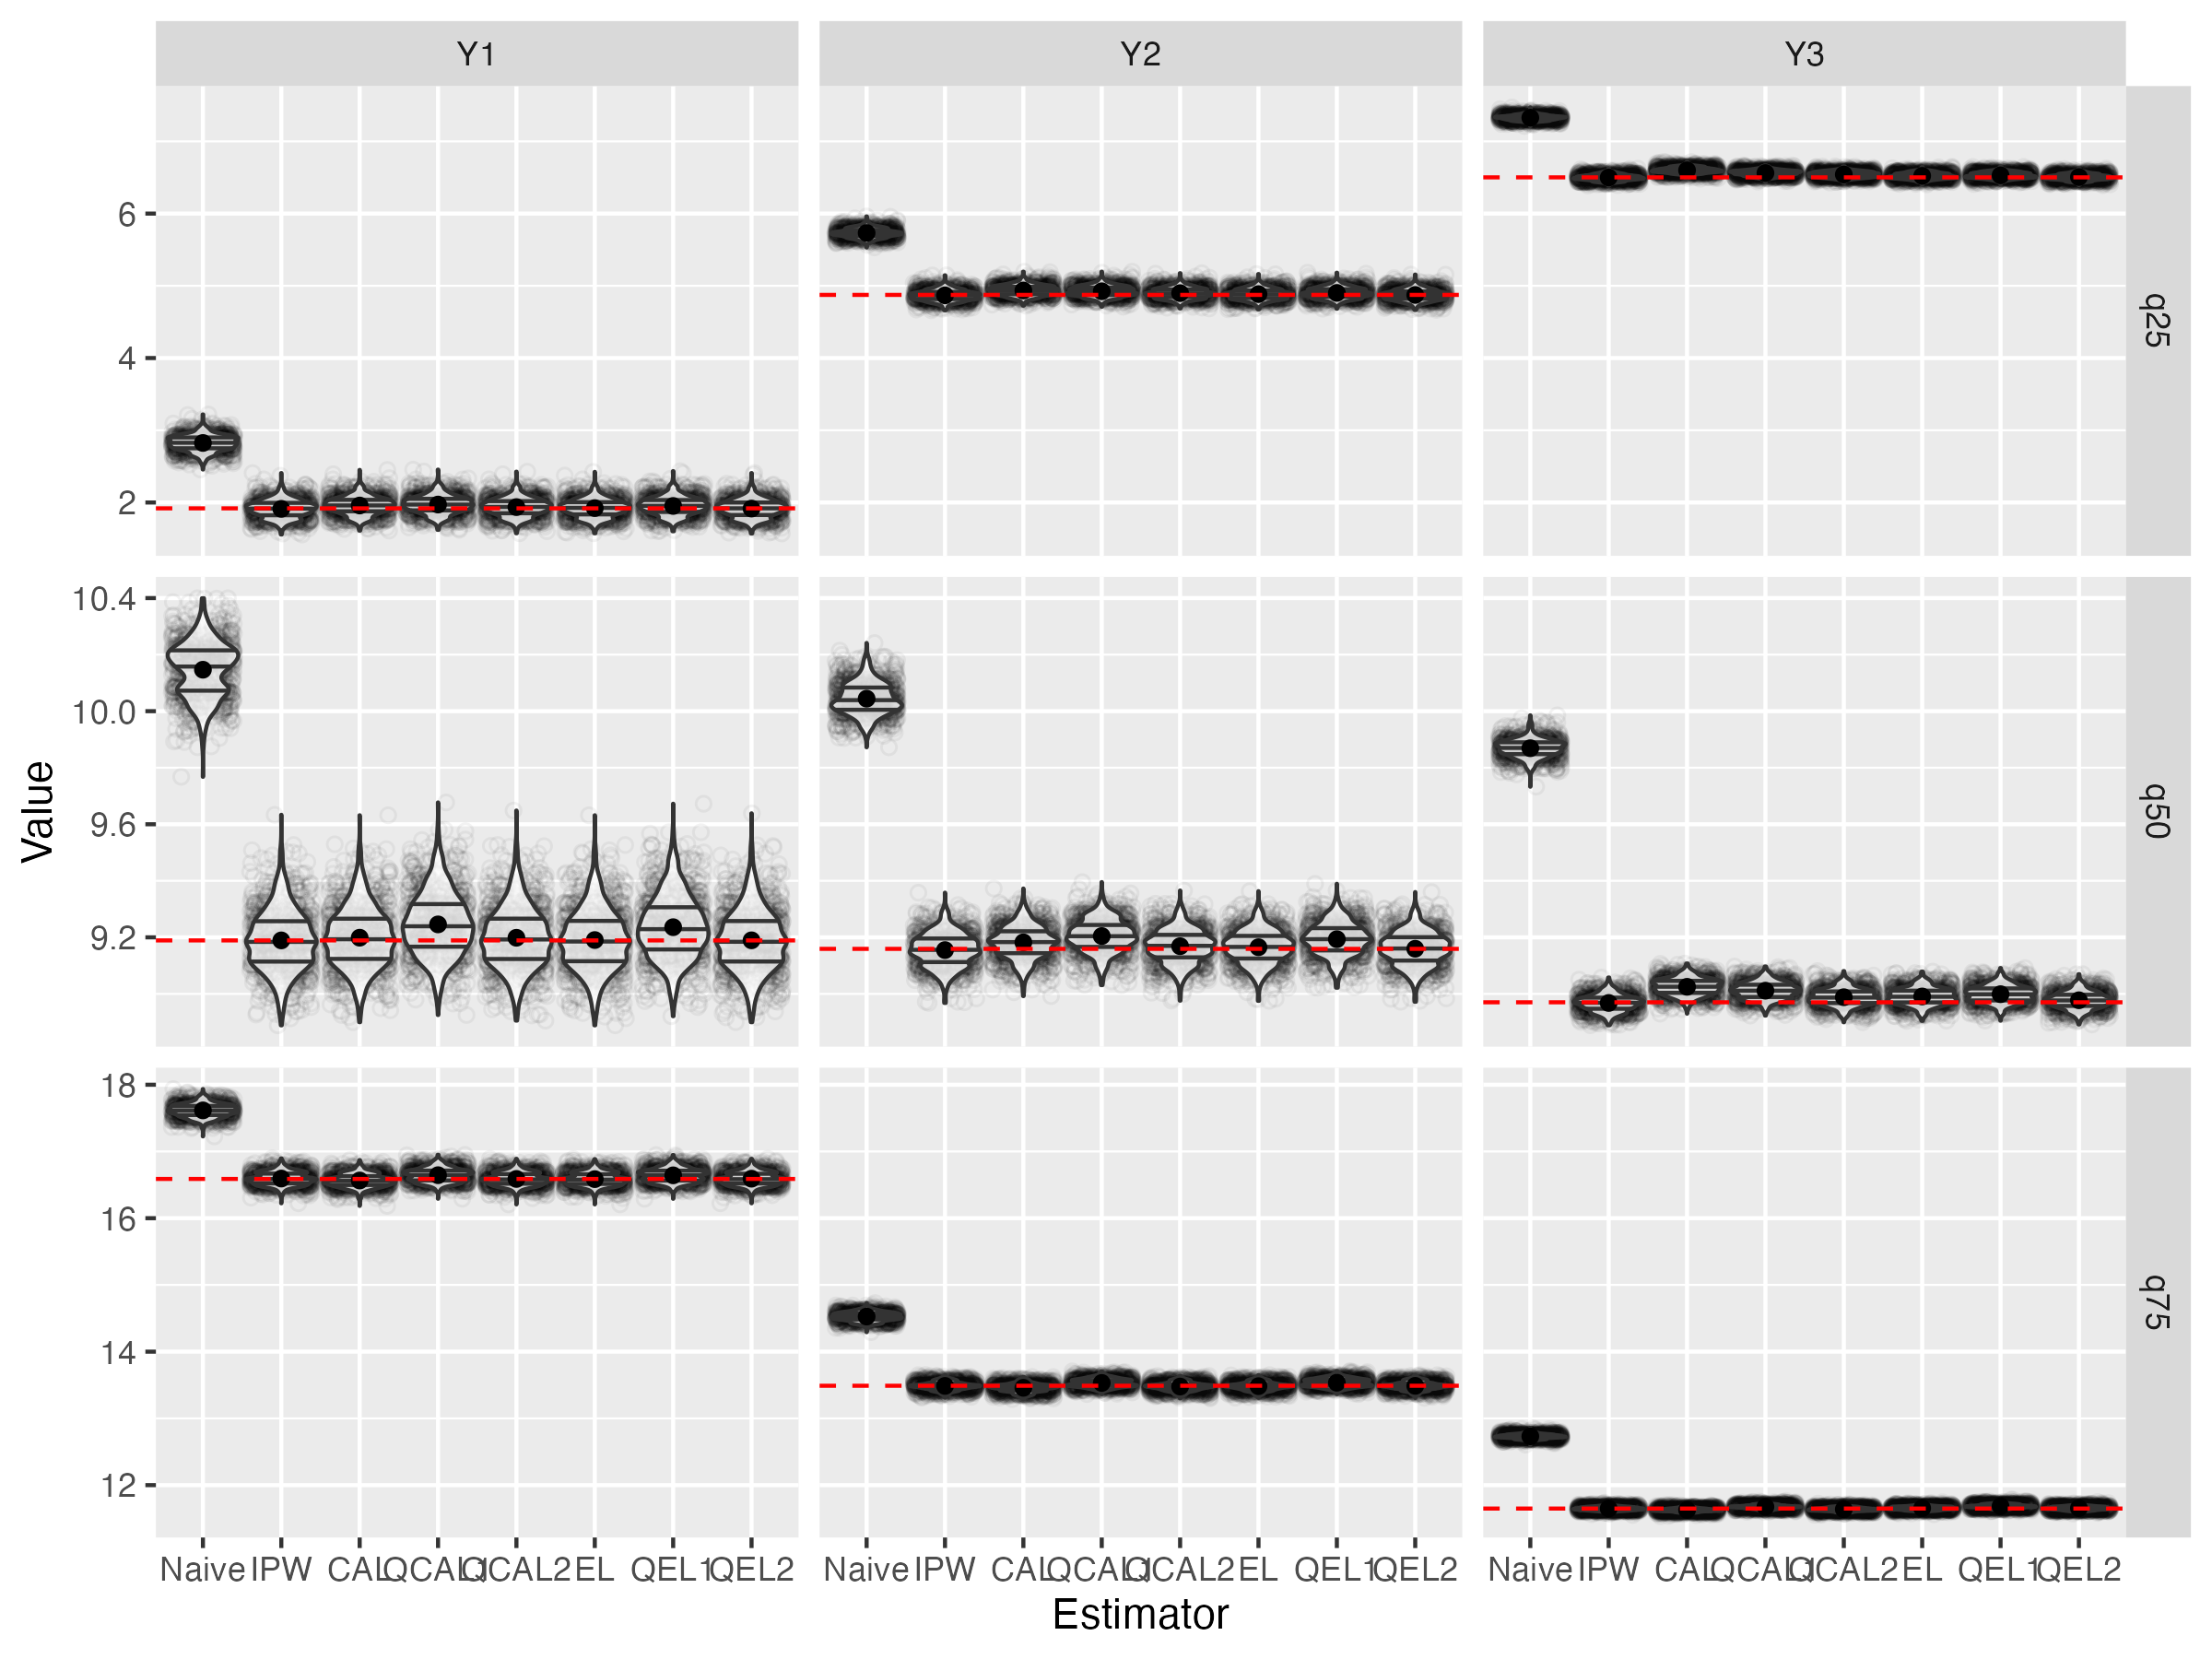 Y1 Y2 Y3
6
4
2
q25
10.4
10.0
9.6
9.2
q50
18
16
14
12
q75
Value
Naive IPW CAL QCAL1 QCAL2 EL QEL1 QEL2 Naive IPW CAL QCAL1 QCAL2 EL QEL1 QEL2 Naive IPW CAL QCAL1 QCAL2 EL QEL1 QEL2
Estimator